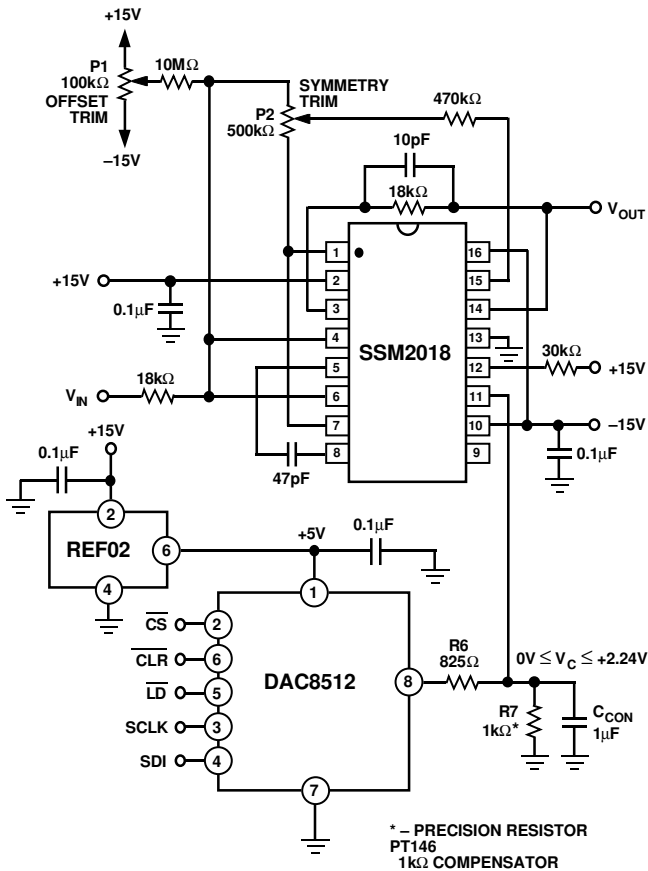 +15V
P1
100kΩ
OFFSET
TRIM
–15V
10MΩ
SYMMETRY
TRIM
P2
500kΩ
470kΩ
10pF
18kΩ
V_OUT
+15V
0.1µF
V_IN
18kΩ
47pF
1
2
3
4
5
6
7
8
SSM2018
16
15
14
13
12
11
10
9
30kΩ
+15V
–15V
0.1µF
+15V
0.1µF
2
REF02
6
4
+5V
0.1µF
1
CS
2
CLR
6
LD
5
SCLK
3
SDI
4
DAC8512
8
7
R6
825Ω
0V ≤ V_C ≤ +2.24V
R7
1kΩ*
C_CON
1µF
* – PRECISION RESISTOR
PT146
1kΩ COMPENSATOR